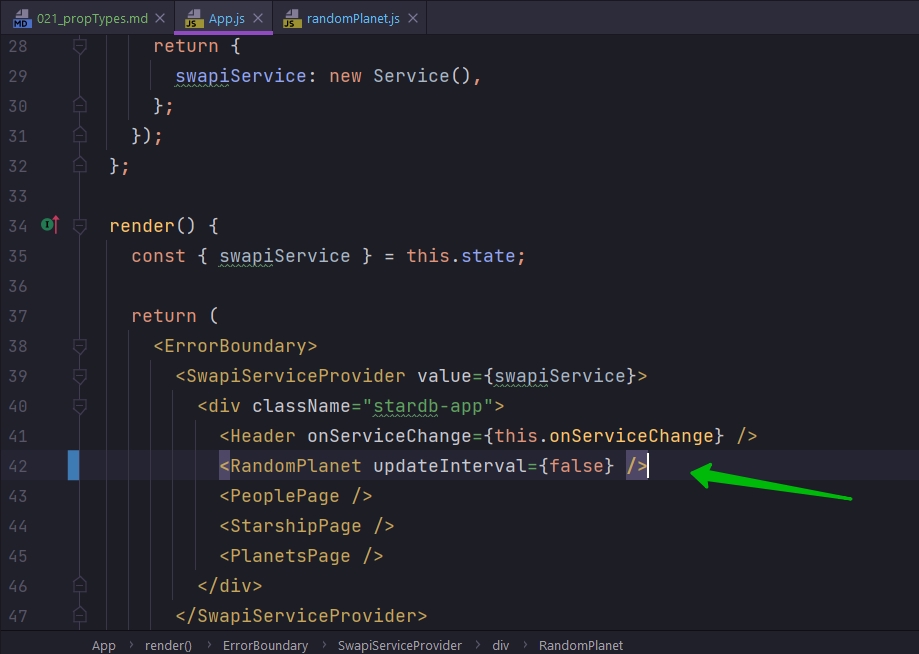 021_propTypes.md App.js randomPlanet.js
28 return {
29 swapiService: new Service(),
30 };
31 });
32 };
33
34 render() {
35 const { swapiService } = this.state;
36
37 return (
38 <ErrorBoundary>
39 <SwapiServiceProvider value={swapiService}>
40 <div className="stardb-app">
41 <Header onServiceChange={this.onServiceChange} />
42 <RandomPlanet updateInterval={false} />
43 <PeoplePage />
44 <StarshipPage />
45 <PlanetsPage />
46 </div>
47 </SwapiServiceProvider>
App › render() › ErrorBoundary › SwapiServiceProvider › div › RandomPlanet